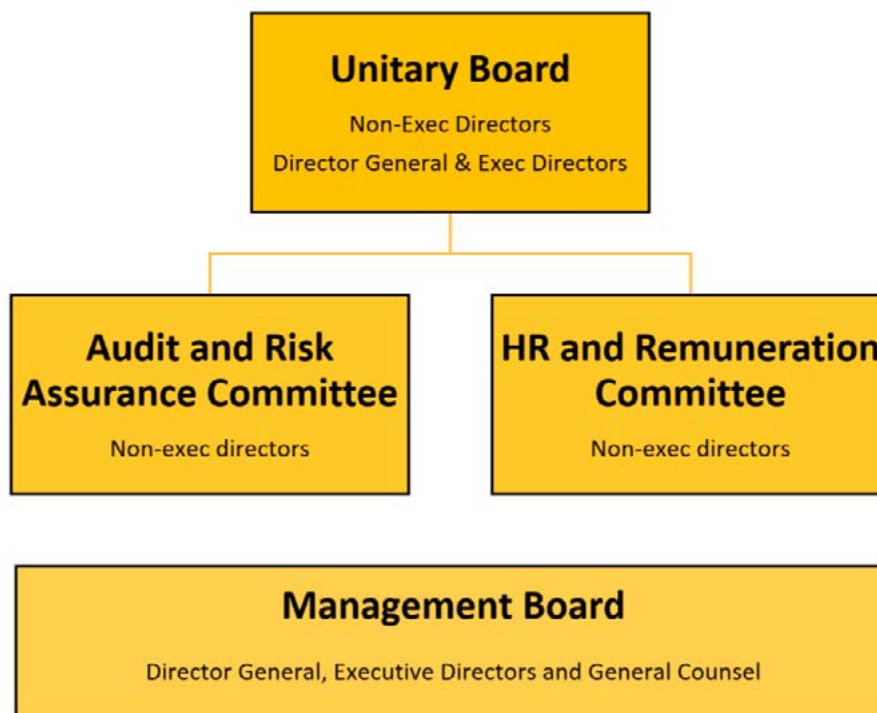 Unitary Board
Non-Exec Directors
Director General & Exec Directors
Audit and Risk
Assurance Committee
Non-exec directors
HR and Remuneration
Committee
Non-exec directors
Management Board
Director General, Executive Directors and General Counsel